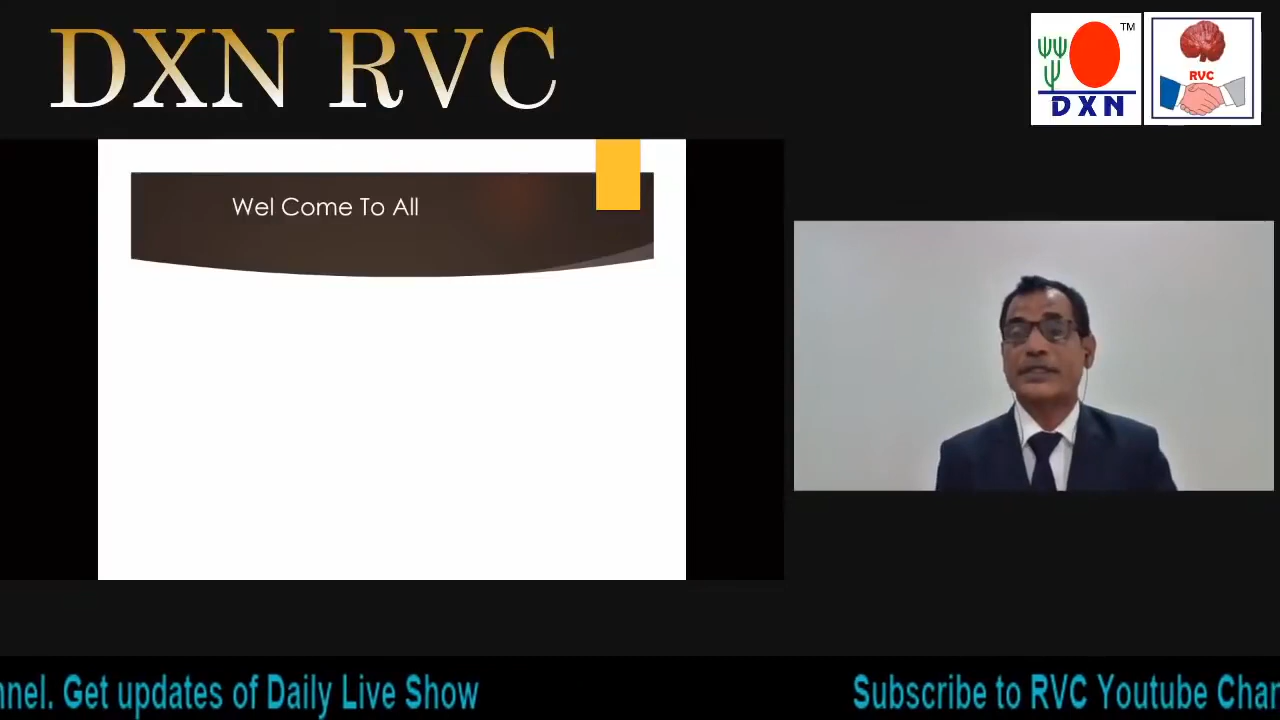 DXN RVC
TM
DXN
RVC
Wel Come To All
nnel. Get updates of Daily Live Show
Subscribe to RVC Youtube Chan